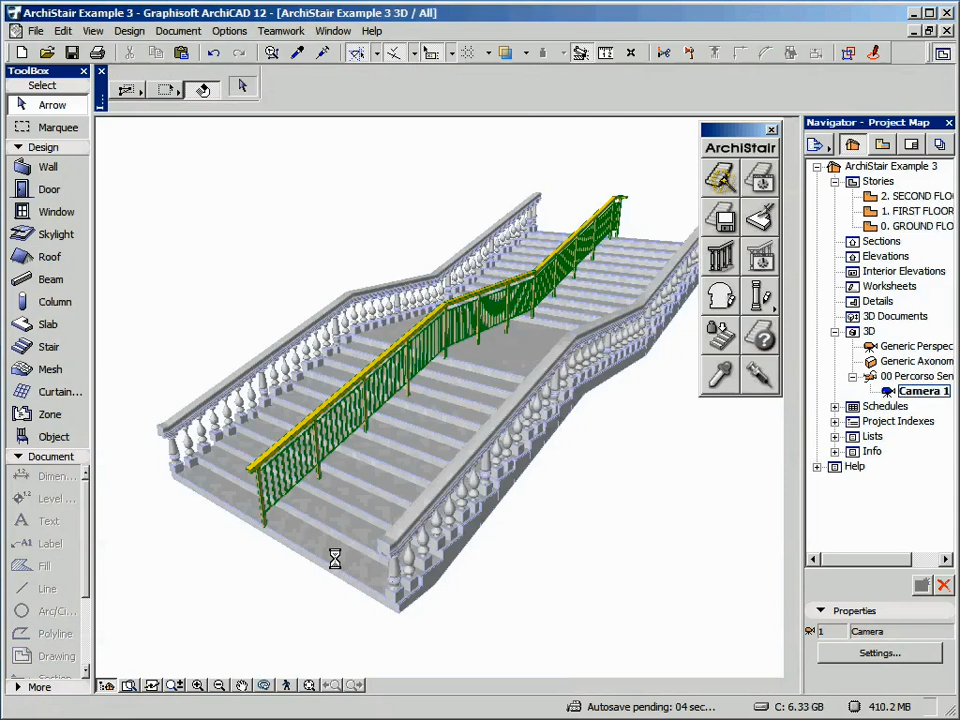 ArchiStair Example 3 - Graphisoft ArchiCAD 12 - [ArchiStair Example 3 3D / All]
File Edit View Design Document Options Teamwork Window Help
ToolBox
Select
Arrow
Marquee
Design
Wall
Door
Window
Skylight
Roof
Beam
Column
Slab
Stair
Mesh
Curtain...
Zone
Object
Document
Dimen...
Level ...
Text
Label
Fill
Line
Arc/Ci...
Polyline
Drawing
More
ArchiStair
Navigator - Project Map
ArchiStair Example 3
Stories
2. SECOND FLO
1. FIRST FLOOR
0. GROUND FLO
Sections
Elevations
Interior Elevations
Worksheets
Details
3D Documents
3D
Generic Perspec
Generic Axonom
00 Percorso Sen
Camera 1
Schedules
Project Indexes
Lists
Info
Help
Properties
1 Camera
Settings...
Autosave pending: 04 sec... C: 6.33 GB 410.2 MB